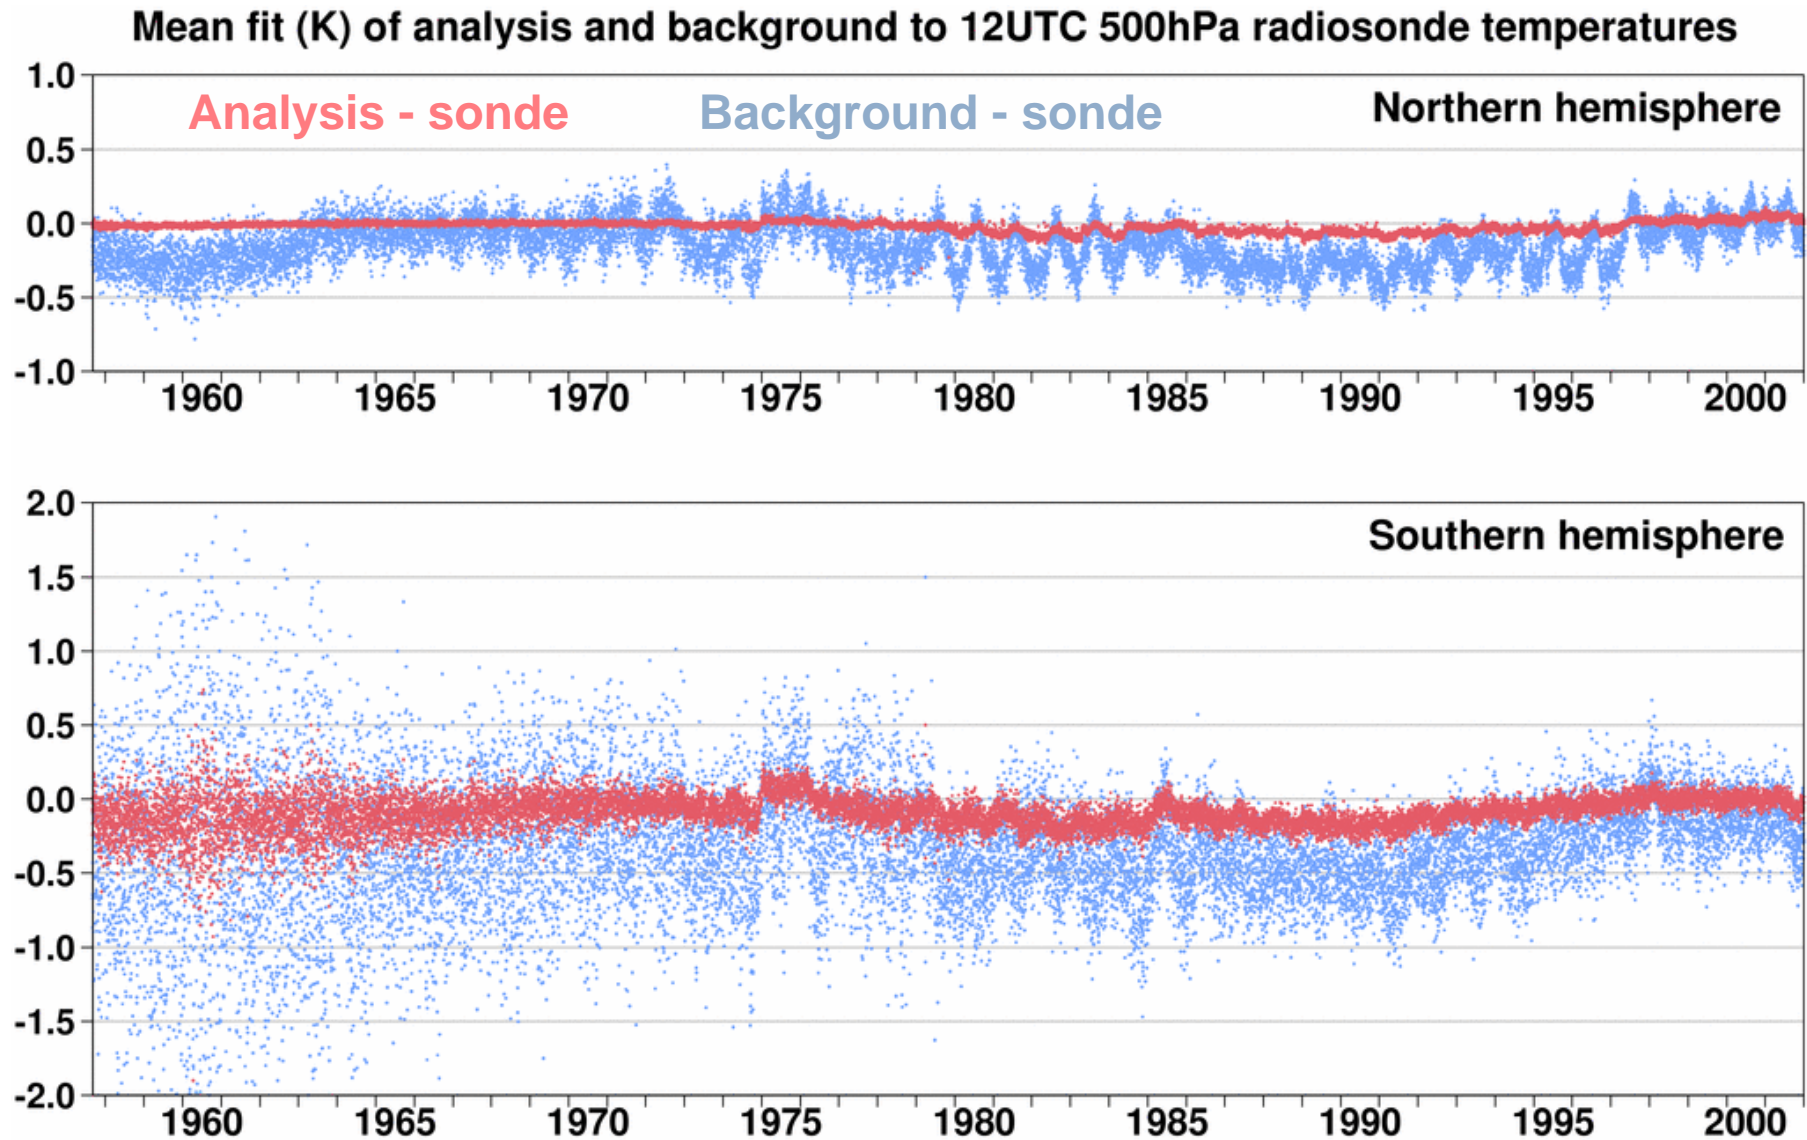 Mean fit (K) of analysis and background to 12UTC 500hPa radiosonde temperatures
1.0
Analysis - sonde Background - sonde Northern hemisphere
0.5
0.0
-0.5
-1.0
1960 1965 1970 1975 1980 1985 1990 1995 2000
2.0
Southern hemisphere
1.5
1.0
0.5
0.0
-0.5
-1.0
-1.5
-2.0
1960 1965 1970 1975 1980 1985 1990 1995 2000